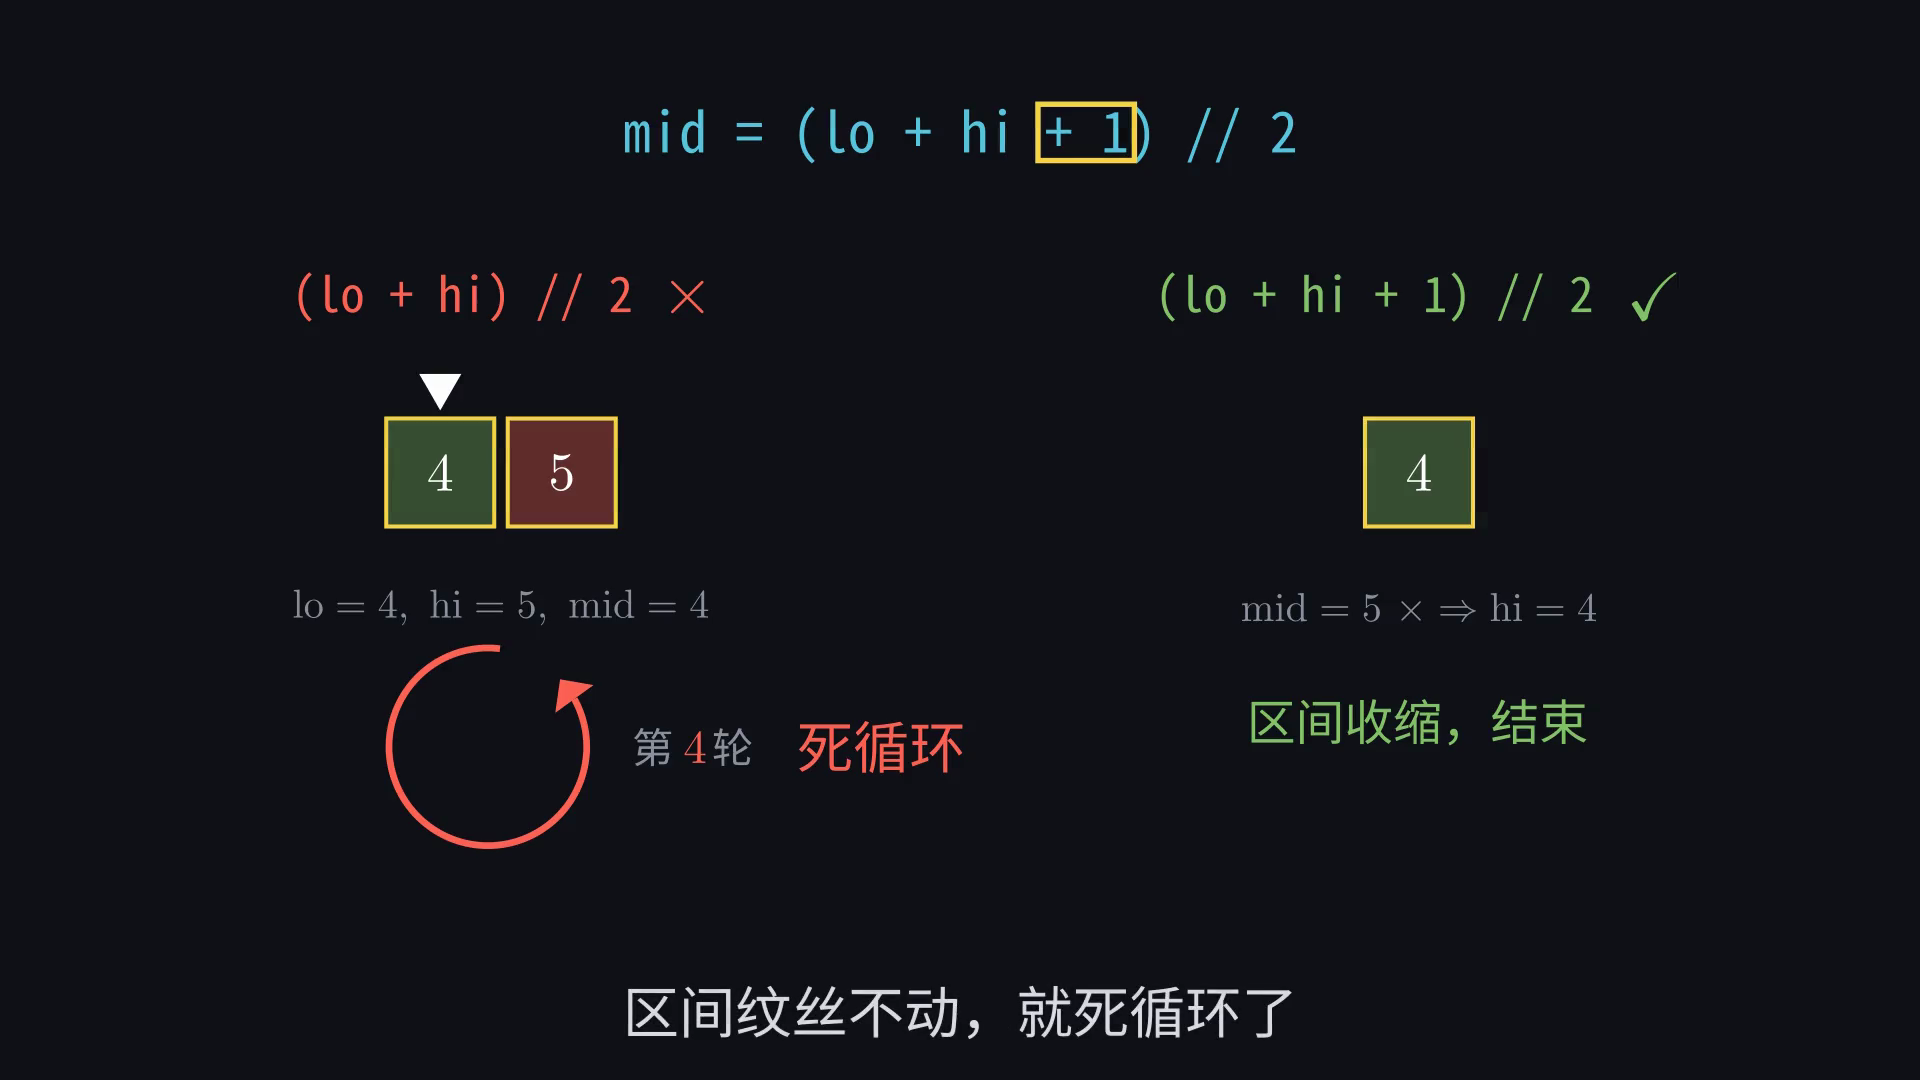 mid = (lo + hi + 1) // 2
(lo + hi) // 2 ×
(lo + hi + 1) // 2 ✓
4 5
4
lo = 4, hi = 5, mid = 4
mid = 5 × ⇒ hi = 4
第 4 轮 死循环
区间收缩，结束
区间纹丝不动，就死循环了